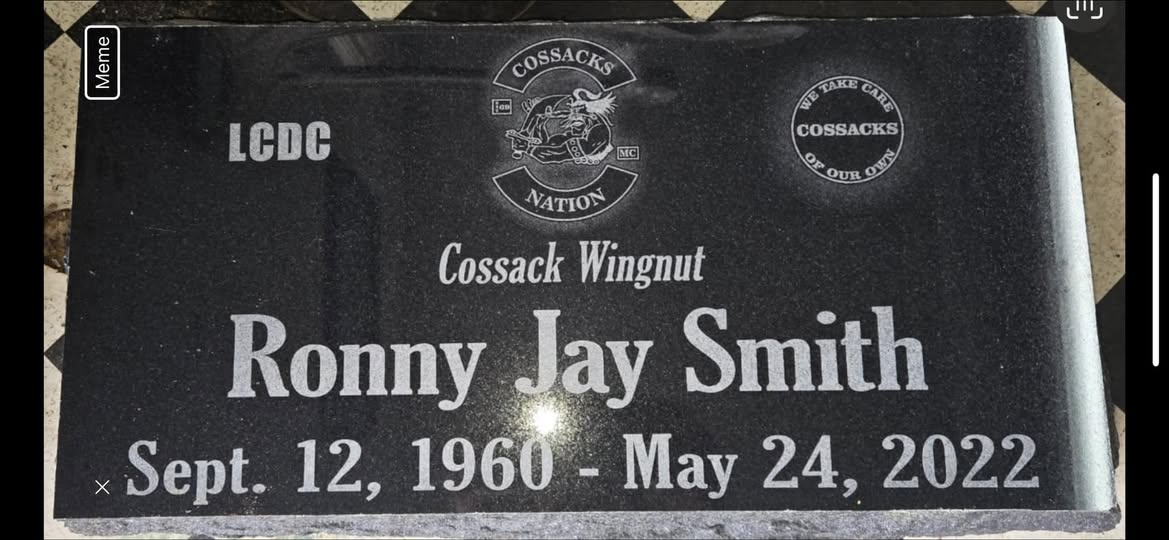 Meme
COSSACKS
LCDC
MC
NATION
WE TAKE CARE
COSSACKS
OF OUR OWN
Cossack Wingnut
Ronny Jay Smith
Sept. 12, 1960 - May 24, 2022